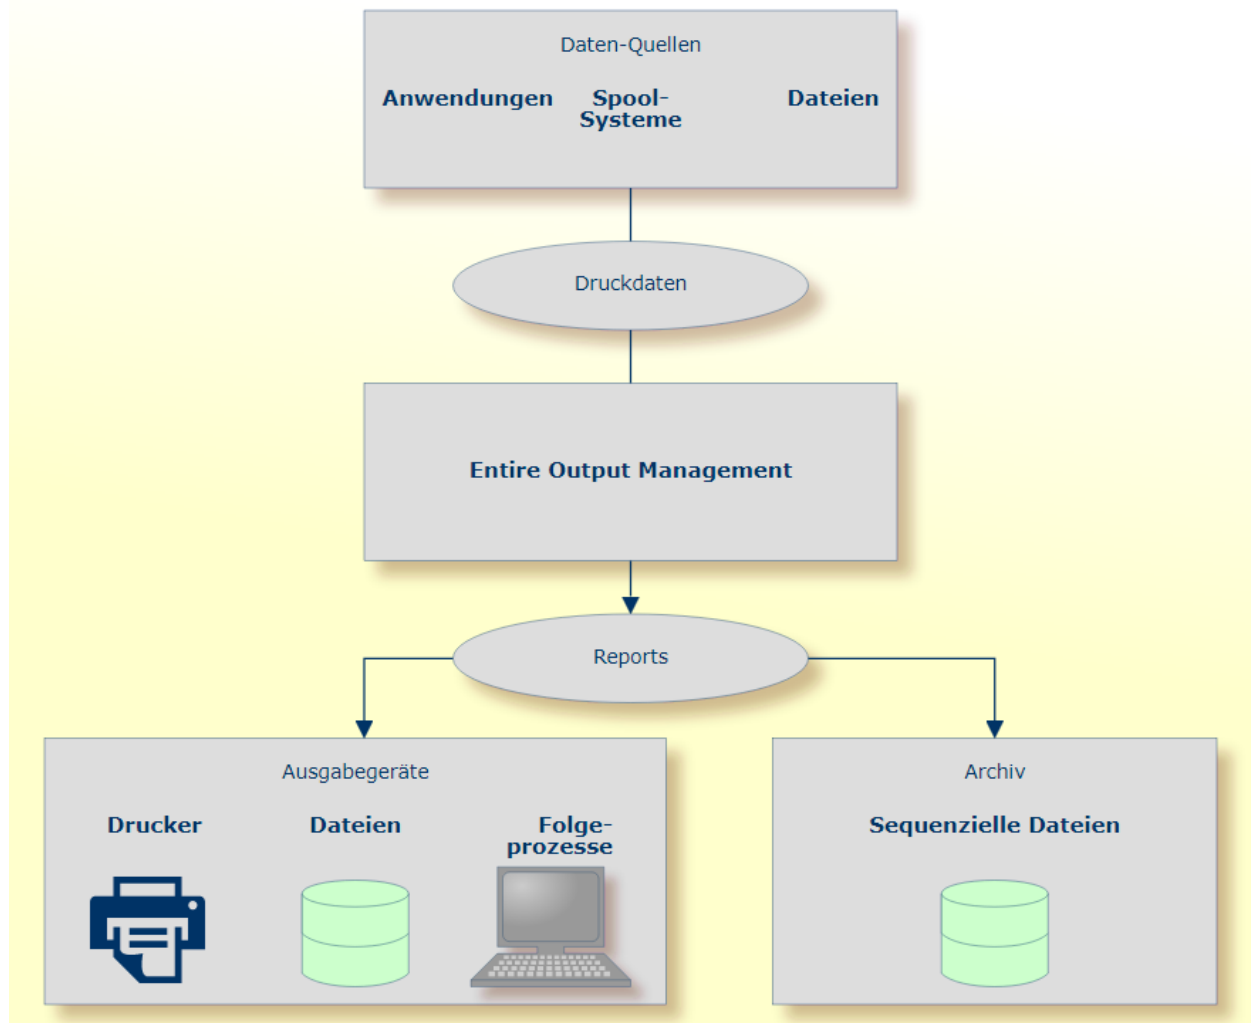 Daten-Quellen
Anwendungen
Spool-
Systeme
Dateien
Druckdaten
Entire Output Management
Reports
Ausgabegeräte
Drucker
Dateien
Folge-
prozesse
Archiv
Sequenzielle Dateien